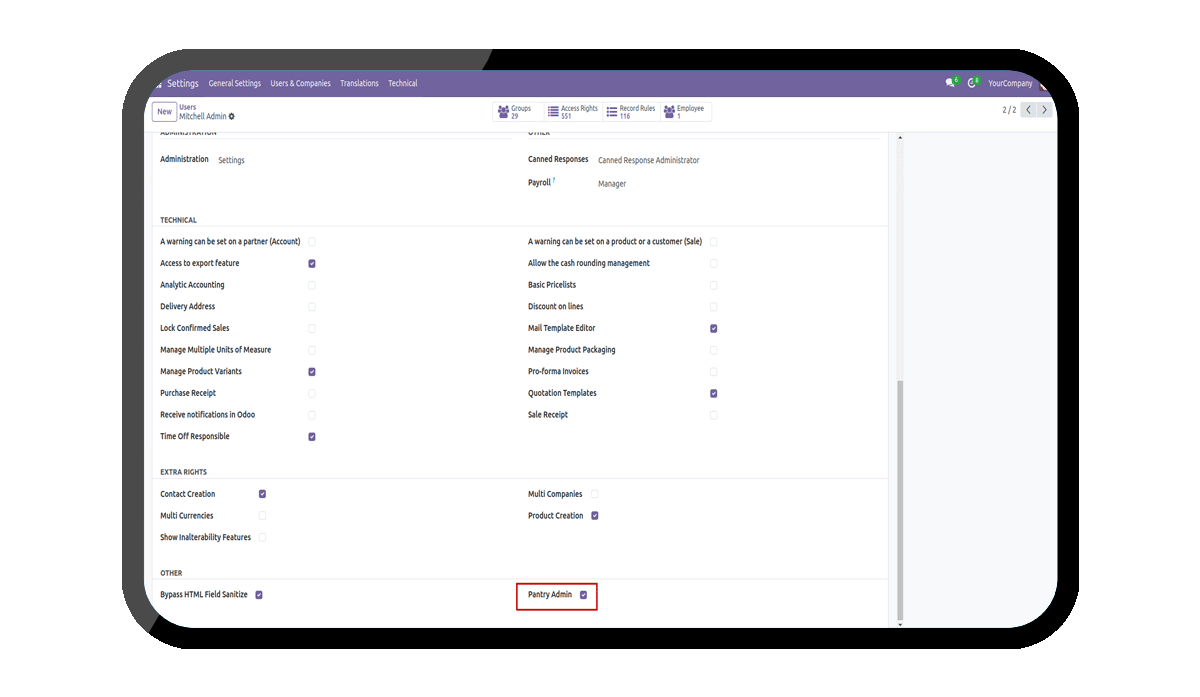 Settings General Settings Users & Companies Translations Technical 6 8 YourCompany
New Users Groups 29 Access Rights 551 Record Rules 116 Employee 1 2 / 2
Mitchell Admin
ADMINISTRATION OTHER
Administration Settings Canned Responses Canned Response Administrator
Payroll ? Manager
TECHNICAL
A warning can be set on a partner (Account) A warning can be set on a product or a customer (Sale)
Access to export feature Allow the cash rounding management
Analytic Accounting Basic Pricelists
Delivery Address Discount on lines
Lock Confirmed Sales Mail Template Editor
Manage Multiple Units of Measure Manage Product Packaging
Manage Product Variants Pro-forma Invoices
Purchase Receipt Quotation Templates
Receive notifications in Odoo Sale Receipt
Time Off Responsible
EXTRA RIGHTS
Contact Creation Multi Companies
Multi Currencies Product Creation
Show Inalterability Features
OTHER
Bypass HTML Field Sanitize Pantry Admin